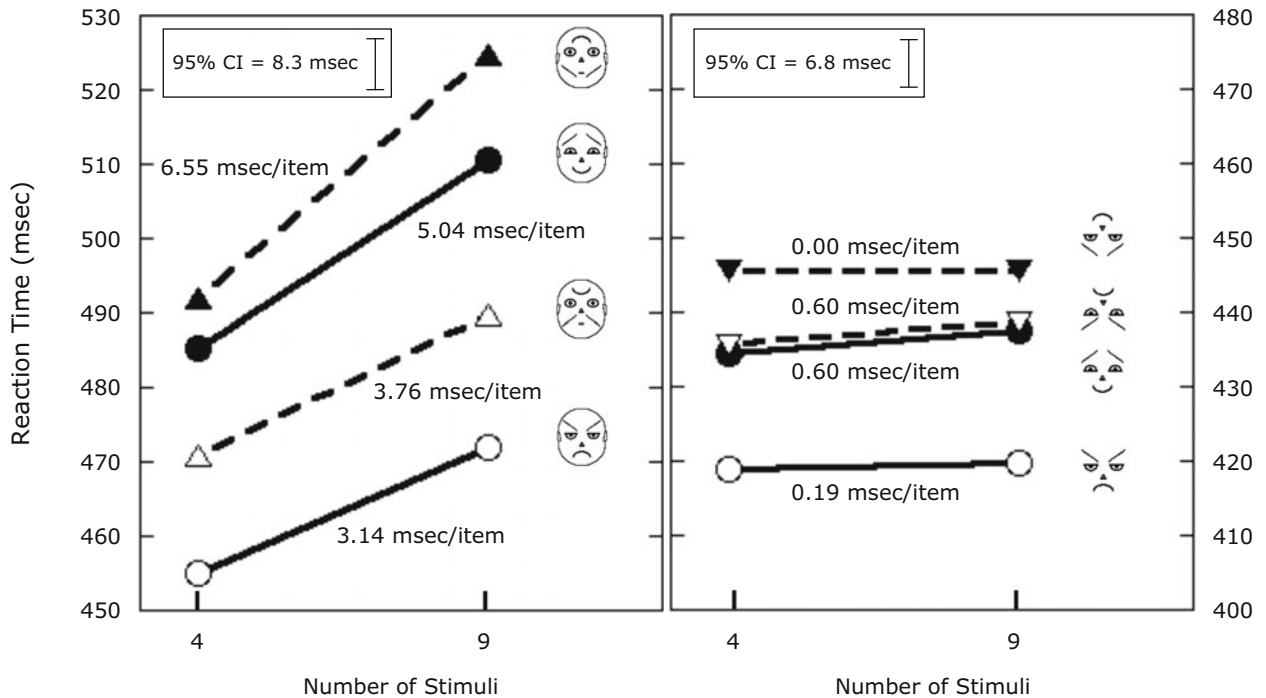 530
520
510
500
490
480
470
460
450
Reaction Time (msec)
95% CI = 8.3 msec
6.55 msec/item
5.04 msec/item
3.76 msec/item
3.14 msec/item
4
9
Number of Stimuli
95% CI = 6.8 msec
0.00 msec/item
0.60 msec/item
0.60 msec/item
0.19 msec/item
4
9
Number of Stimuli
480
470
460
450
440
430
420
410
400